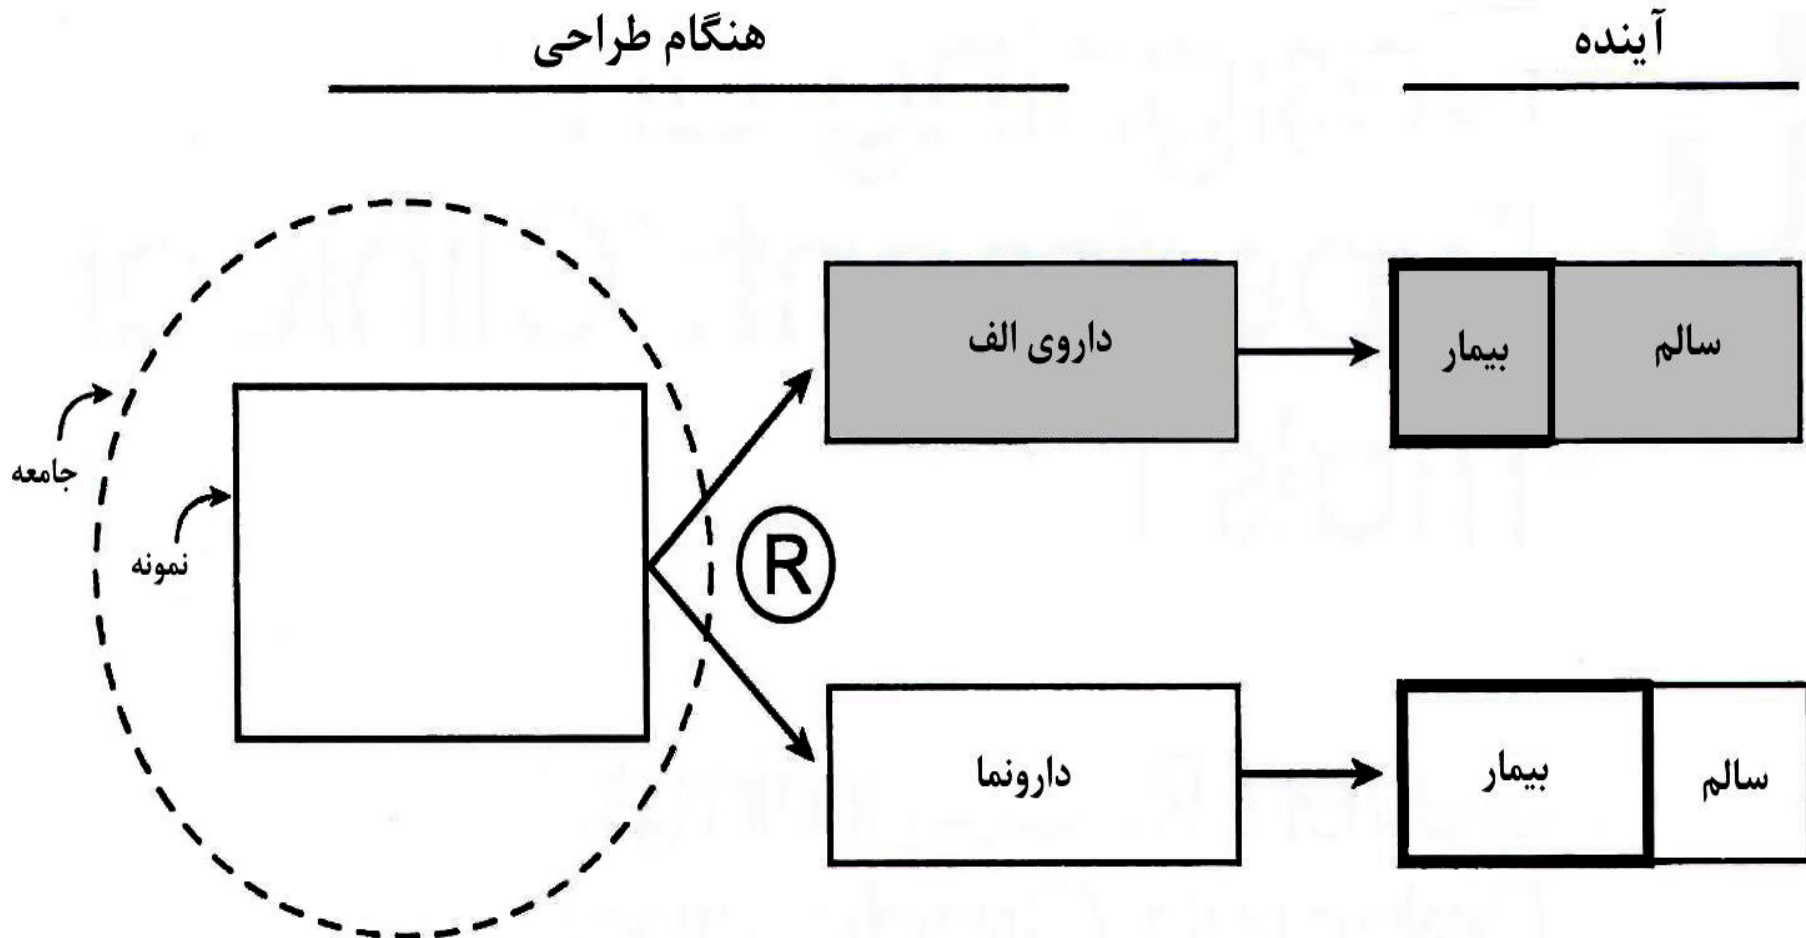 هنگام طراحی
آینده
جامعه
نمونه
R
داروی الف
بیمار
سالم
دارونما
بیمار
سالم